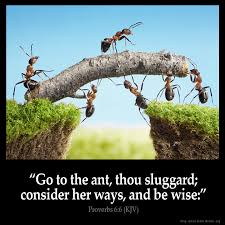 “Go to the ant, thou sluggard;
consider her ways, and be wise:”
Proverbs 6:6 (KJV)